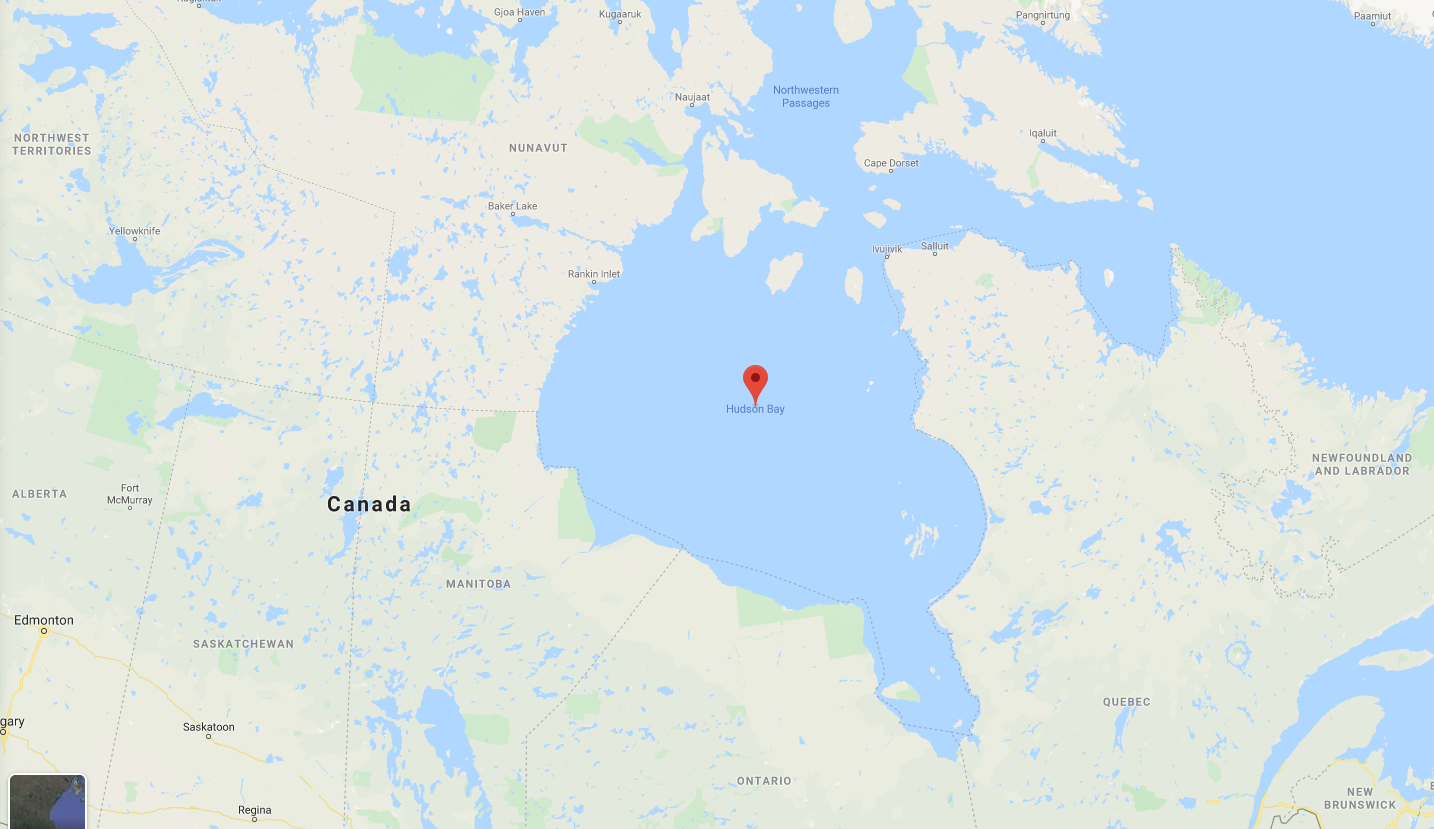 Gjoa Haven
Kugaaruk
Pangnirtung
Paamiut
Naujaat
Northwestern
Passages
NORTHWEST
TERRITORIES
NUNAVUT
Iqaluit
Cape Dorset
Baker Lake
Yellowknife
Ivujivik
Salluit
Rankin Inlet
Hudson Bay
NEWFOUNDLAND
AND LABRADOR
ALBERTA
Fort
McMurray
Canada
MANITOBA
Edmonton
SASKATCHEWAN
QUEBEC
gary
Saskatoon
ONTARIO
NEW
BRUNSWICK
Regina